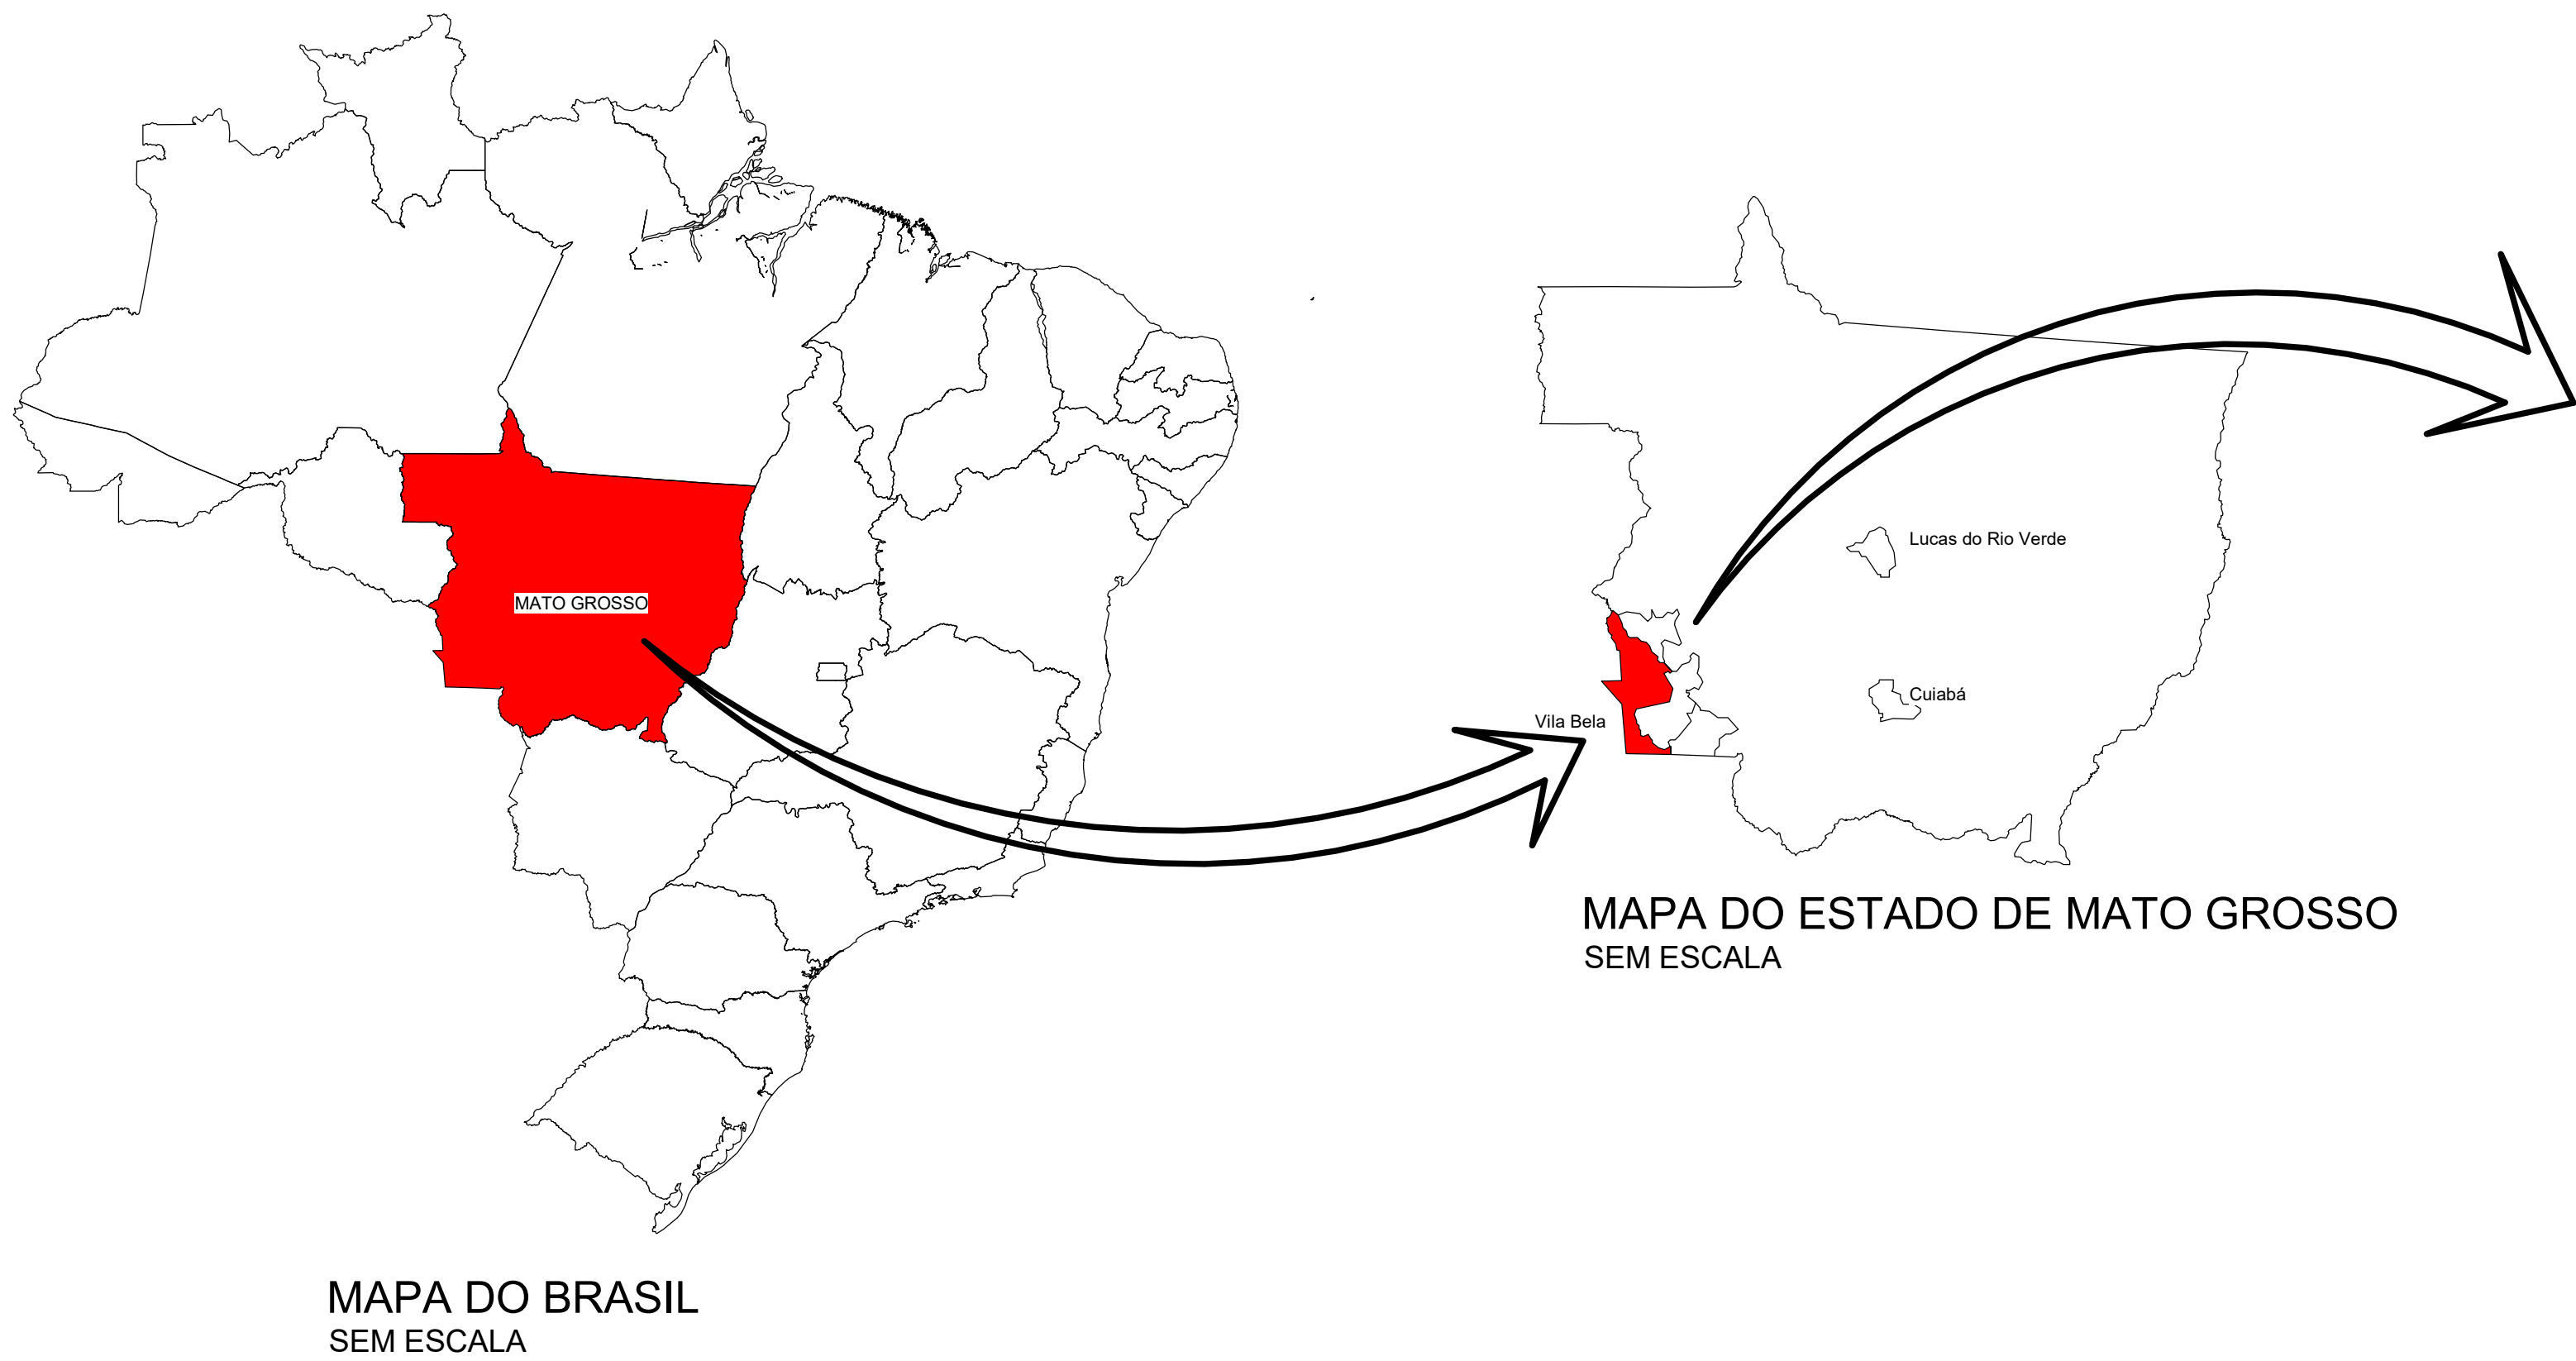 MATO GROSSO
MAPA DO BRASIL
SEM ESCALA
Lucas do Rio Verde
Cuiabá
Vila Bela
MAPA DO ESTADO DE MATO GROSSO
SEM ESCALA